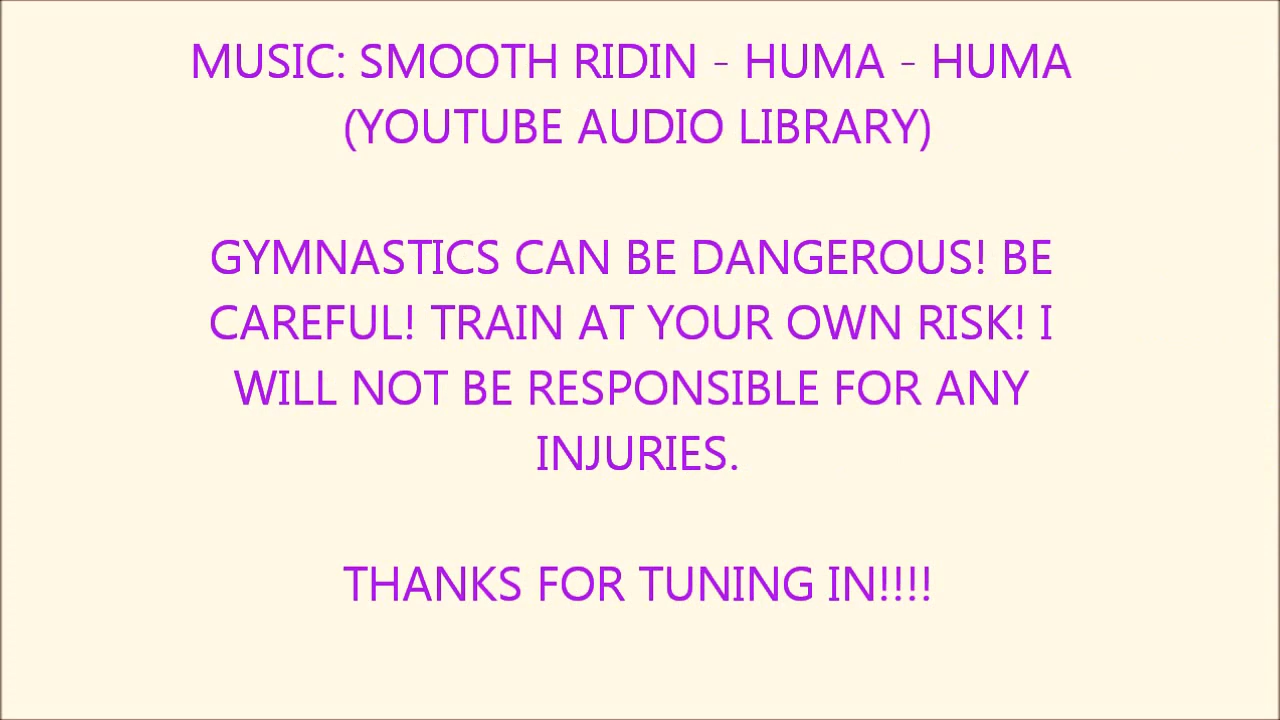 MUSIC: SMOOTH RIDIN - HUMA - HUMA
(YOUTUBE AUDIO LIBRARY)
GYMNASTICS CAN BE DANGEROUS! BE
CAREFUL! TRAIN AT YOUR OWN RISK! I
WILL NOT BE RESPONSIBLE FOR ANY
INJURIES.
THANKS FOR TUNING IN!!!!